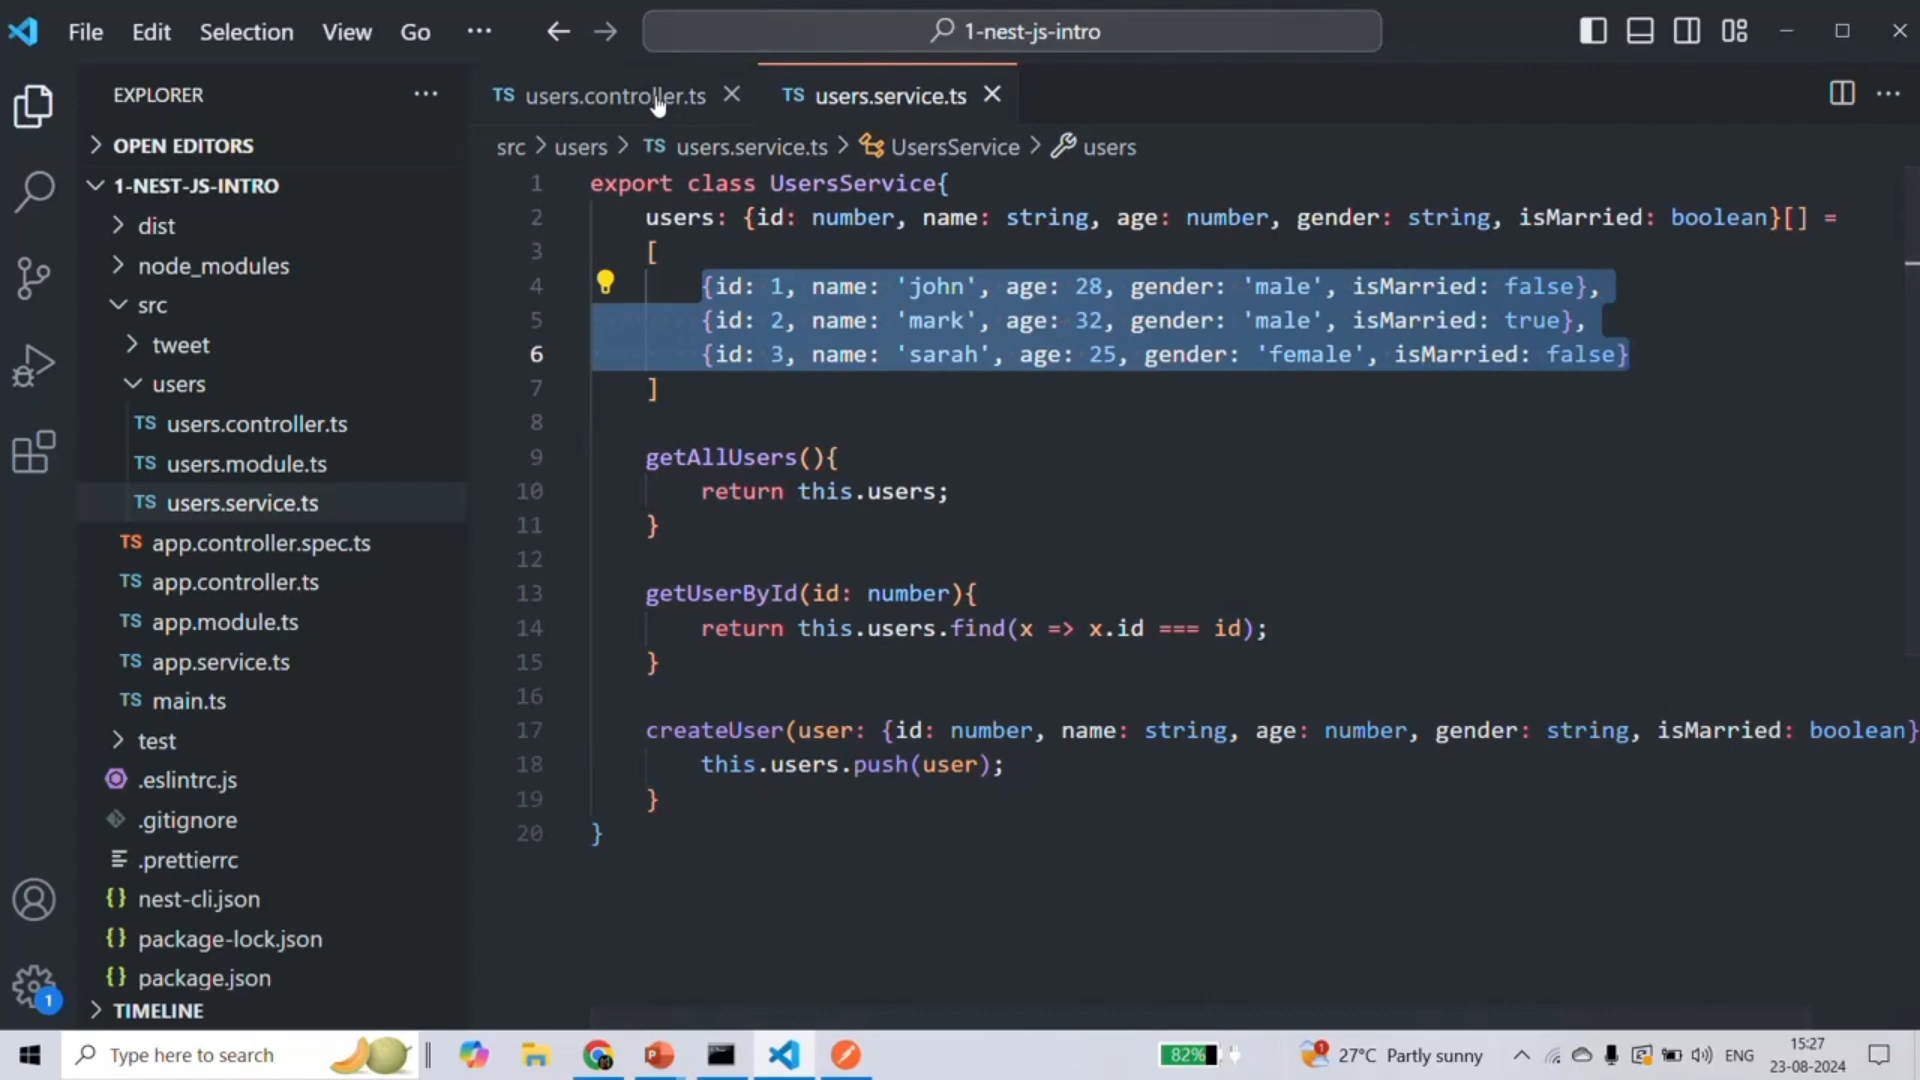 File Edit Selection View Go ··· 1-nest-js-intro
EXPLORER ···
TS users.controller.ts TS users.service.ts ···
OPEN EDITORS
1-NEST-JS-INTRO
dist
node_modules
src
tweet
users
TS users.controller.ts
TS users.module.ts
TS users.service.ts
TS app.controller.spec.ts
TS app.controller.ts
TS app.module.ts
TS app.service.ts
TS main.ts
test
.eslintrc.js
.gitignore
.prettierrc
{} nest-cli.json
{} package-lock.json
{} package.json
TIMELINE
1
src > users > TS users.service.ts > UsersService > users
1 export class UsersService{
2 users: {id: number, name: string, age: number, gender: string, isMarried: boolean}[] =
3 [
4 {id: 1, name: 'john', age: 28, gender: 'male', isMarried: false},
5 {id: 2, name: 'mark', age: 32, gender: 'male', isMarried: true},
6 {id: 3, name: 'sarah', age: 25, gender: 'female', isMarried: false}
7 ]
8
9 getAllUsers(){
10 return this.users;
11 }
12
13 getUserById(id: number){
14 return this.users.find(x => x.id === id);
15 }
16
17 createUser(user: {id: number, name: string, age: number, gender: string, isMarried: boolean}
18 this.users.push(user);
19 }
20 }
Type here to search
82%
1 27°C Partly sunny
ENG
15:27
23-08-2024